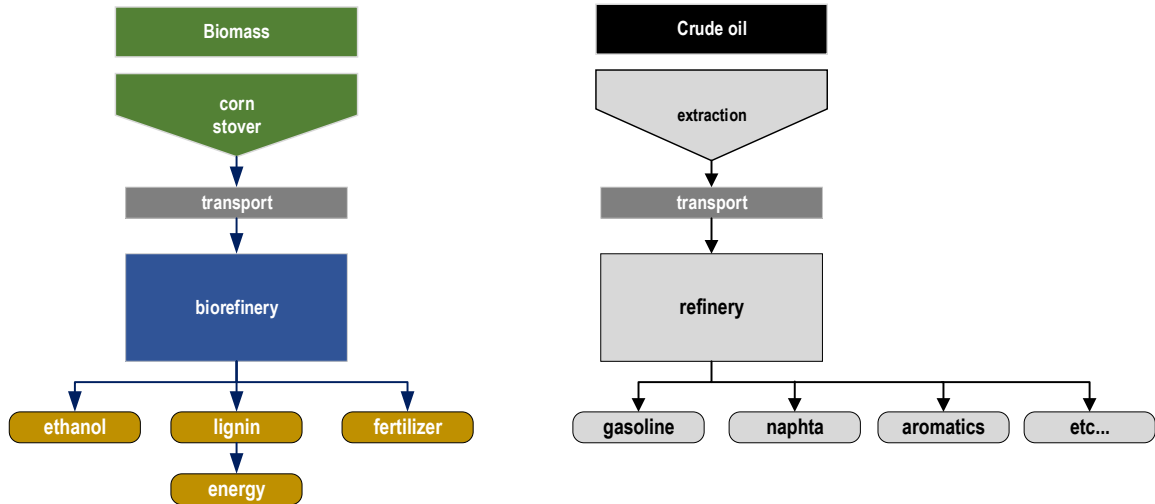 Biomass
corn
stover
transport
biorefinery
ethanol
lignin
fertilizer
energy
Crude oil
extraction
transport
refinery
gasoline
naphta
aromatics
etc...